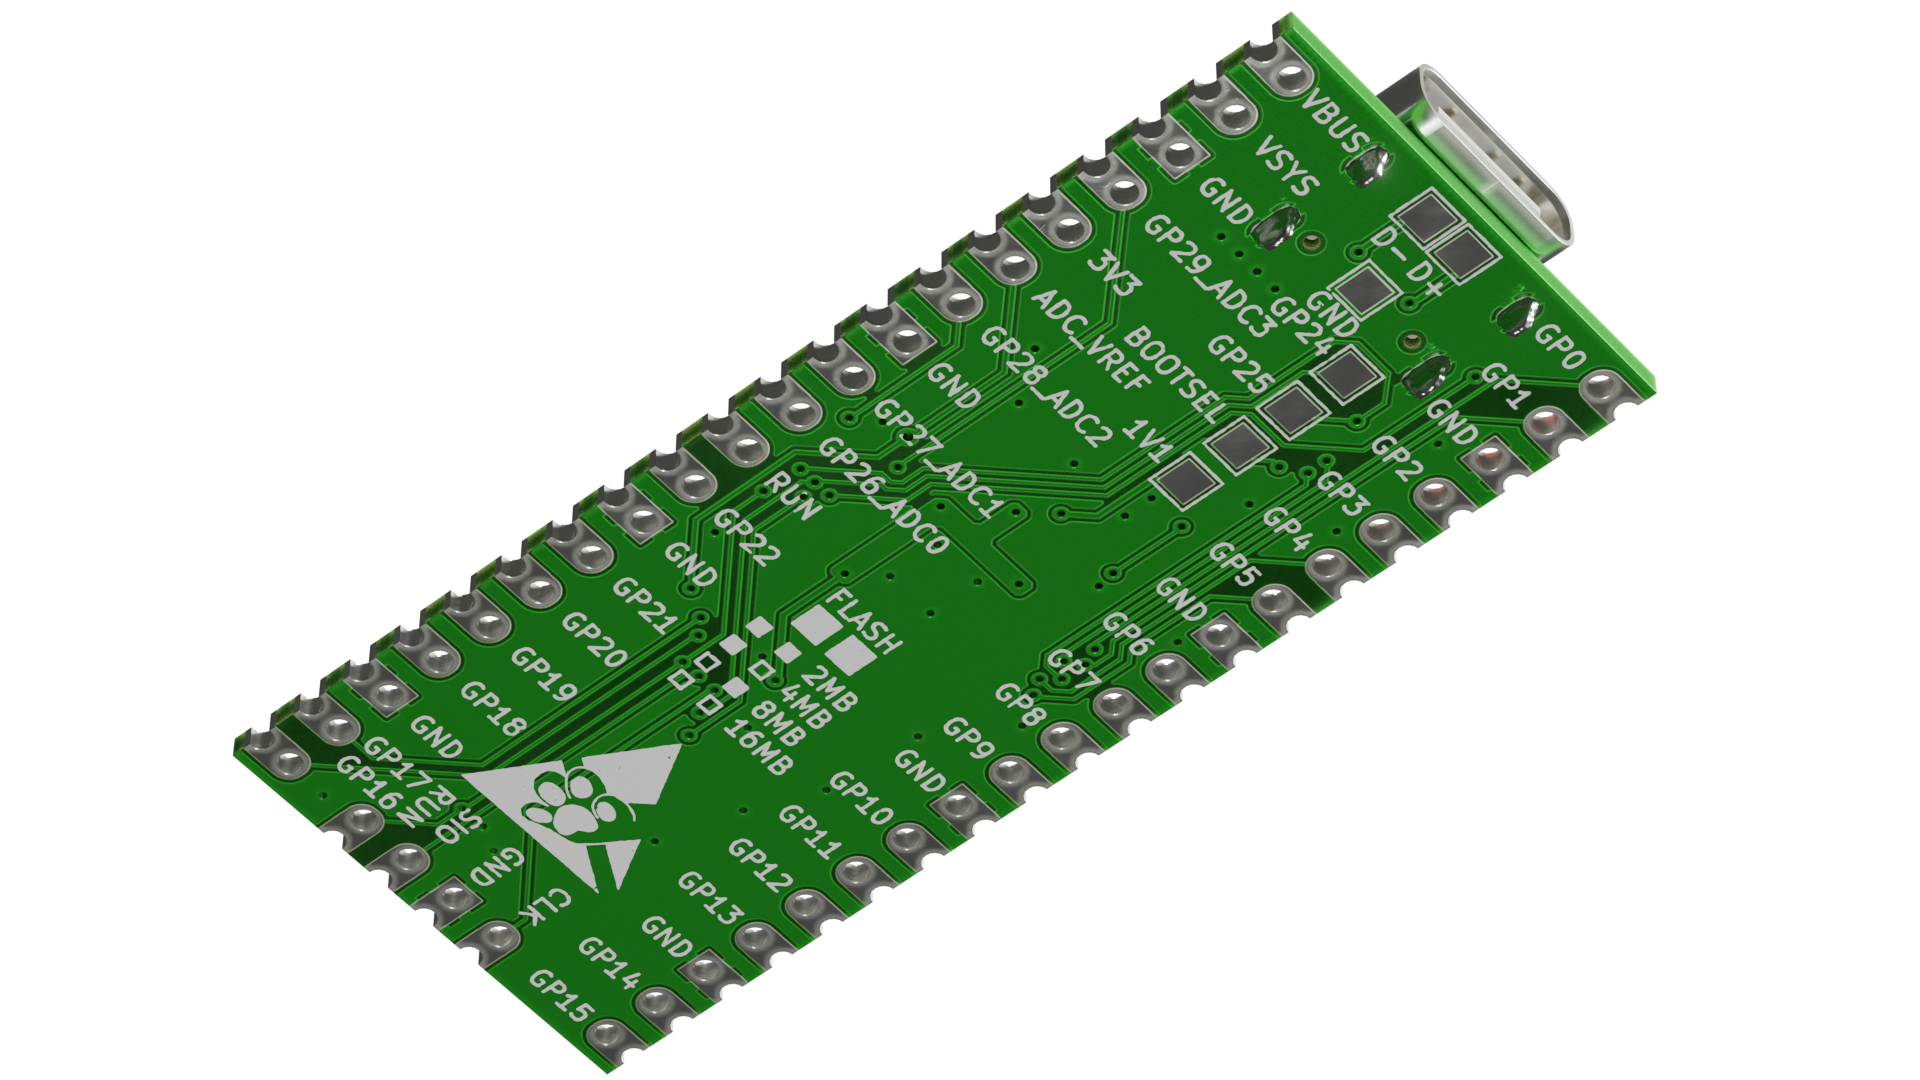 VBUS
VSYS
GND
GP29_ADC3
3V3
ADC_VREF
GP28_ADC2
GND
GP27_ADC1
GP26_ADC0
RUN
GP22
GND
GP21
GP20
GP19
GP18
GND
GP17
GP16
D-
D+
GND
GP24
GP25
BOOTSEL
1V1
GP0
GP1
GND
GP2
GP3
GP4
GP5
GND
GP6
GP7
GP8
GP9
GND
GP10
GP11
GP12
GP13
GND
GP14
GP15
FLASH
2MB
4MB
8MB
16MB
RUN
SIO
GND
CLK